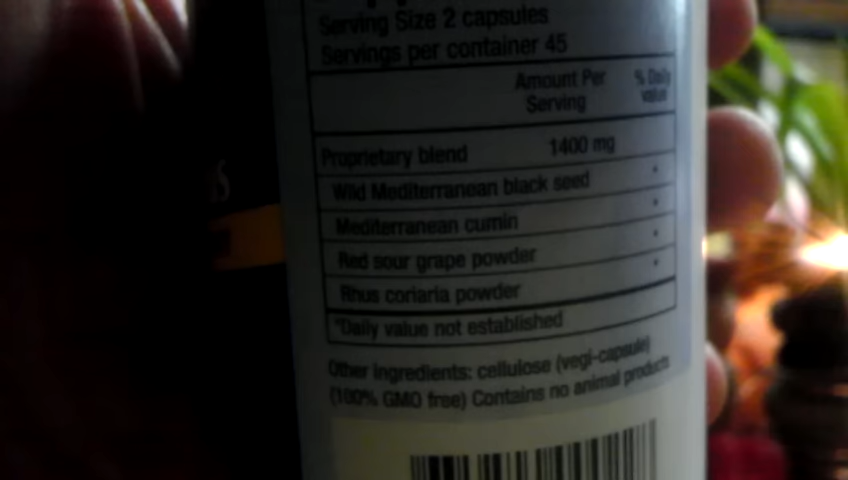 Serving Size 2 capsules
Servings per container 45
Amount Per Serving
% Daily value
Proprietary blend 1400 mg
Wild Mediterranean black seed *
Mediterranean cumin *
Red sour grape powder *
Rhus coriaria powder *
*Daily value not established
Other ingredients: cellulose (vegi-capsule)
(100% GMO free) Contains no animal products